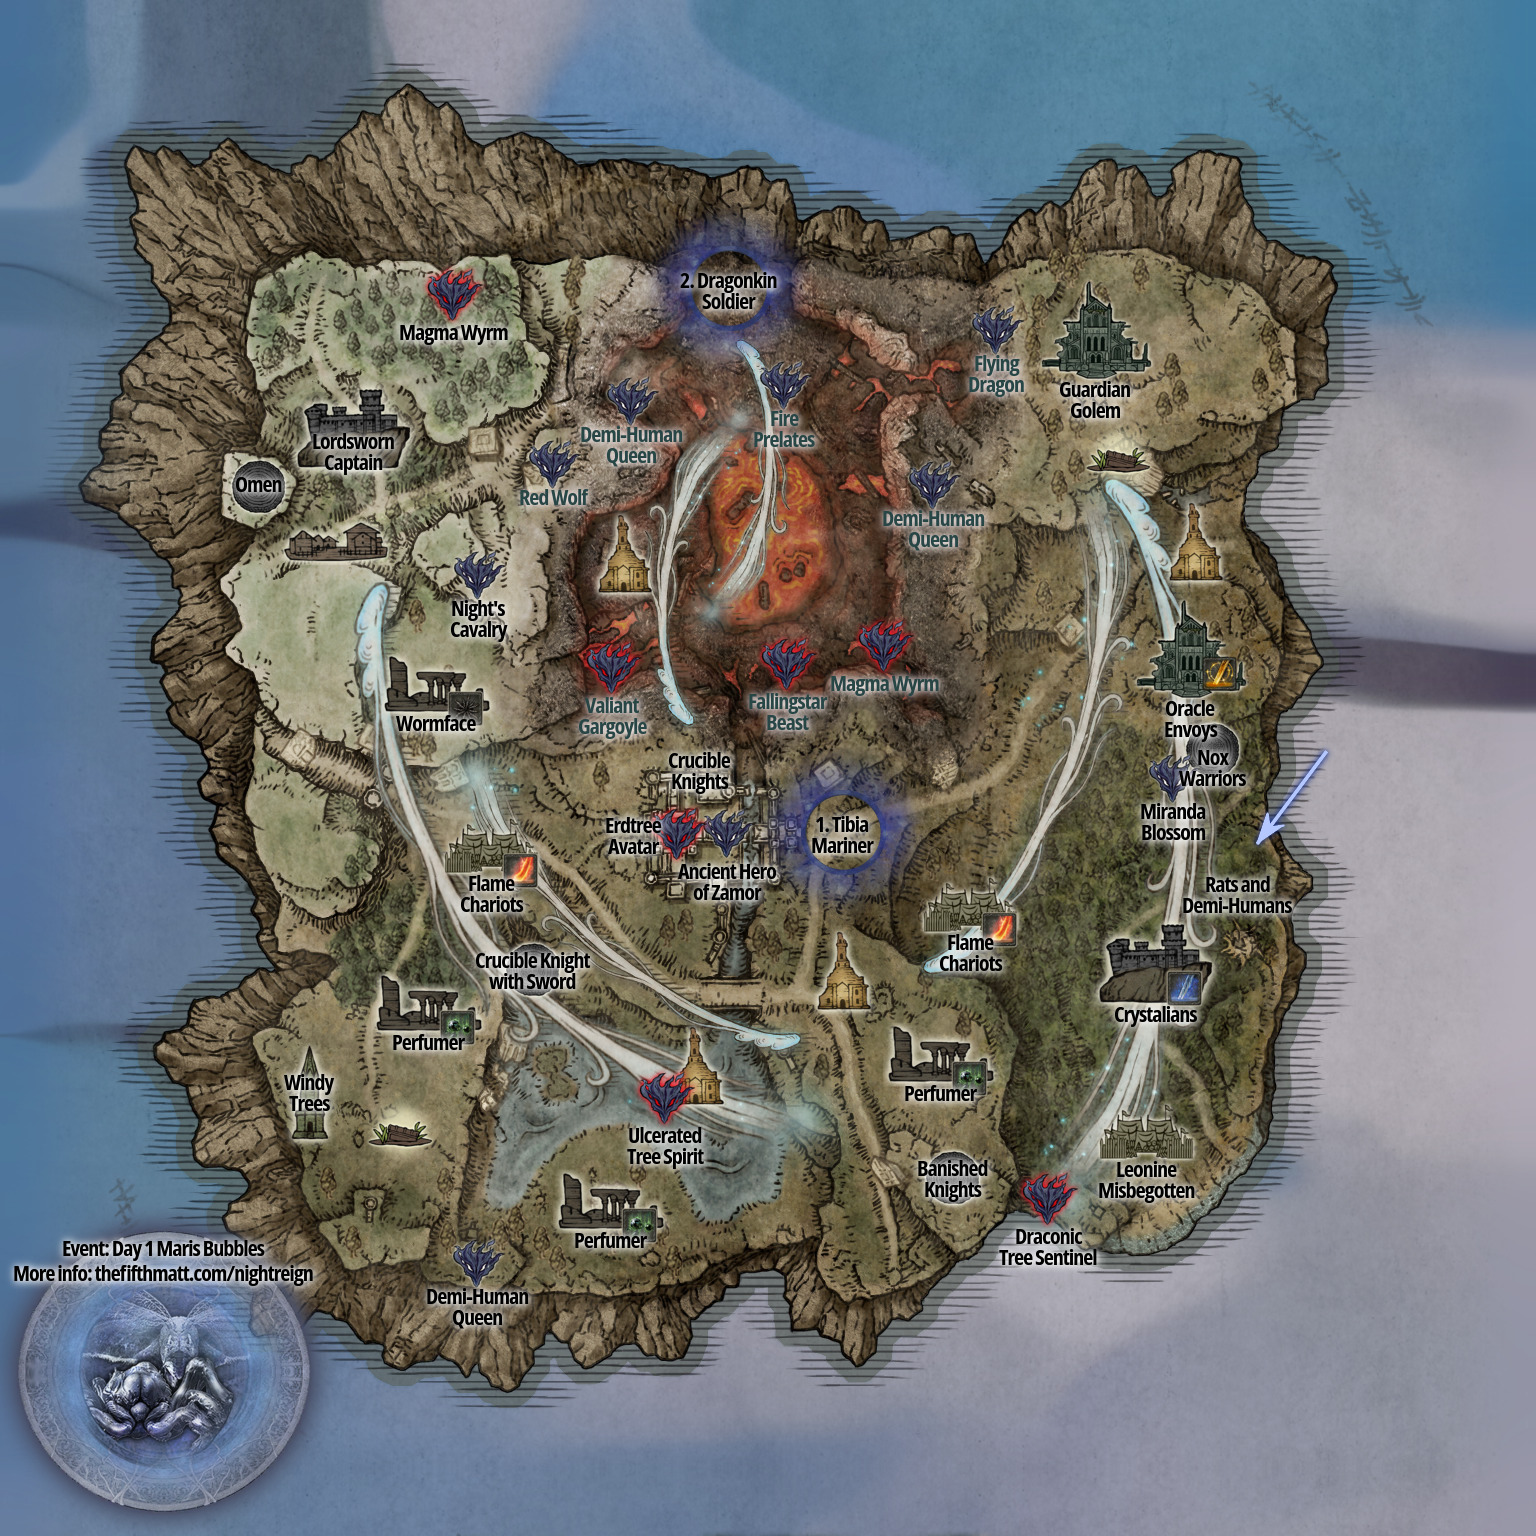 2. Dragonkin
Soldier
Magma Wyrm
Flying
Dragon
Guardian
Golem
Fire
Prelates
Demi-Human
Queen
Lordsworn
Captain
Omen
Red Wolf
Demi-Human
Queen
Night's
Cavalry
Wormface
Valiant
Gargoyle
Fallingstar
Beast
Magma Wyrm
Oracle
Envoys
Nox
Warriors
Miranda
Blossom
Crucible
Knights
Erdtree
Avatar
Ancient Hero
of Zamor
1. Tibia
Mariner
Flame
Chariots
Rats and
Demi-Humans
Flame
Chariots
Crucible Knight
with Sword
Crystalians
Perfumer
Windy
Trees
Perfumer
Ulcerated
Tree Spirit
Banished
Knights
Leonine
Misbegotten
Perfumer
Draconic
Tree Sentinel
Demi-Human
Queen
Event: Day 1 Maris Bubbles
More info: thefifthmatt.com/nightreign